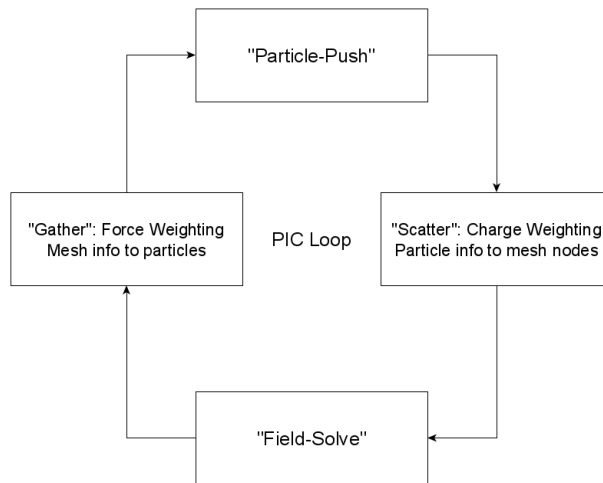 "Particle-Push"
"Gather": Force Weighting
Mesh info to particles
PIC Loop
"Scatter": Charge Weighting
Particle info to mesh nodes
"Field-Solve"